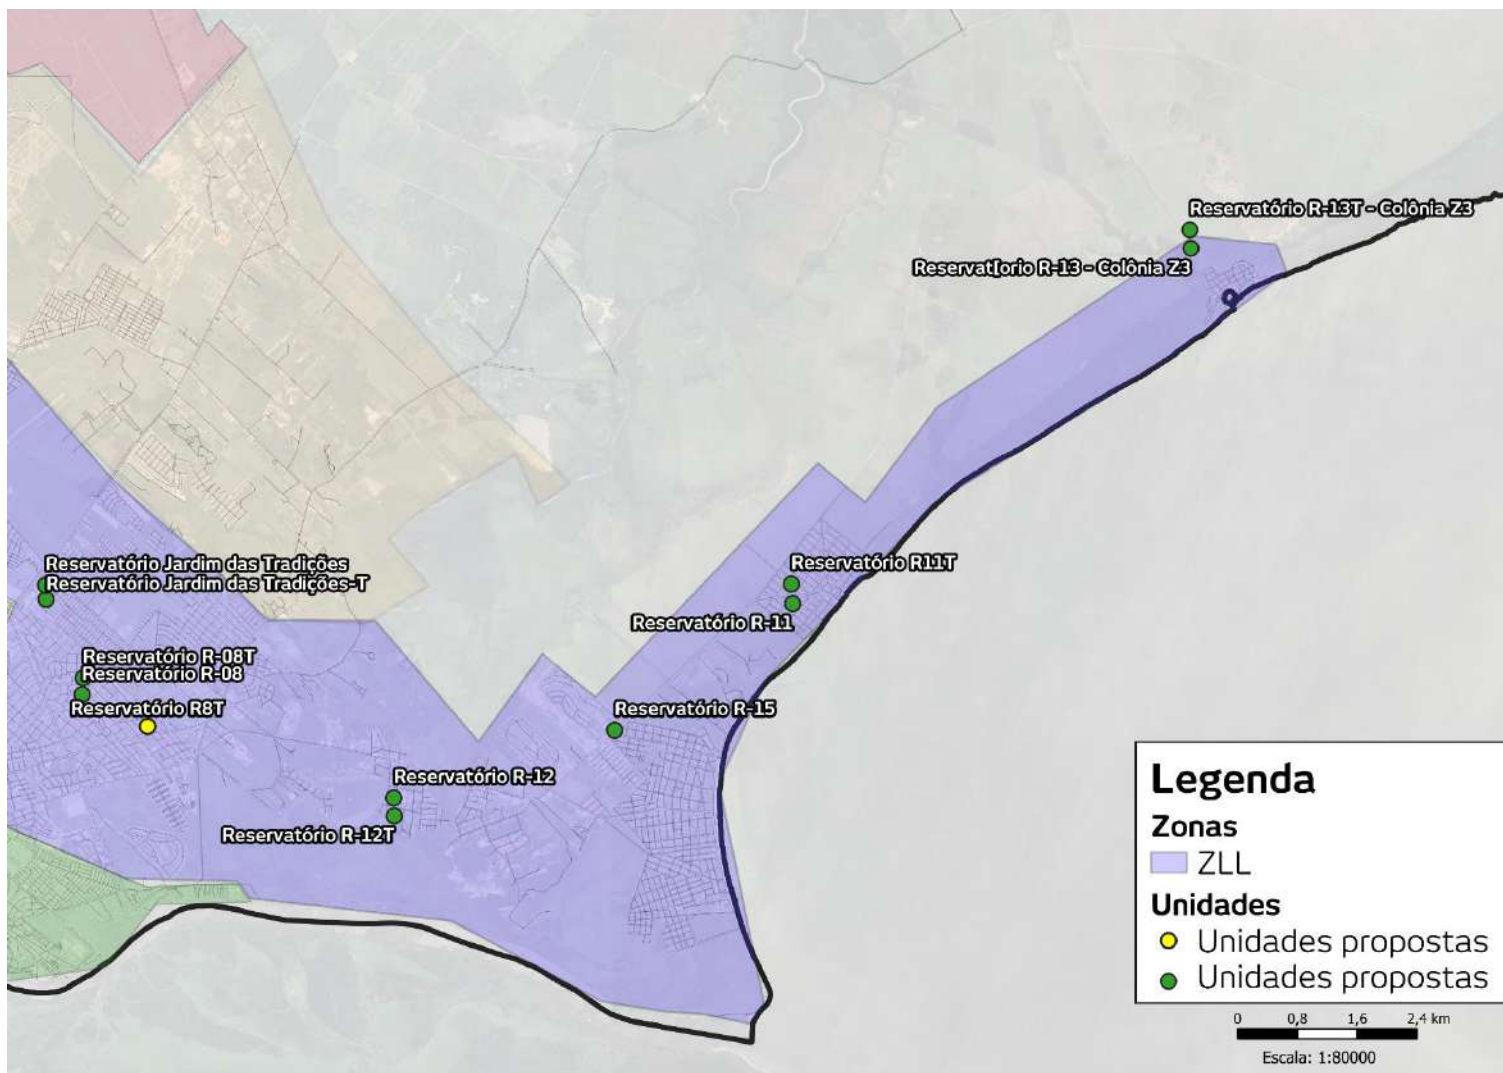 Reservatório R-13T - Colônia Z3
Reservat[orio R-13 - Colônia Z3
Reservatório Jardim das Tradições
Reservatório Jardim das Tradições-T
Reservatório R11T
Reservatório R-11
Reservatório R-08T
Reservatório R-08
Reservatório R8T
Reservatório R-15
Reservatório R-12
Reservatório R-12T
Legenda
Zonas
ZLL
Unidades
Unidades propostas
Unidades propostas
0 0,8 1,6 2,4 km
Escala: 1:80000